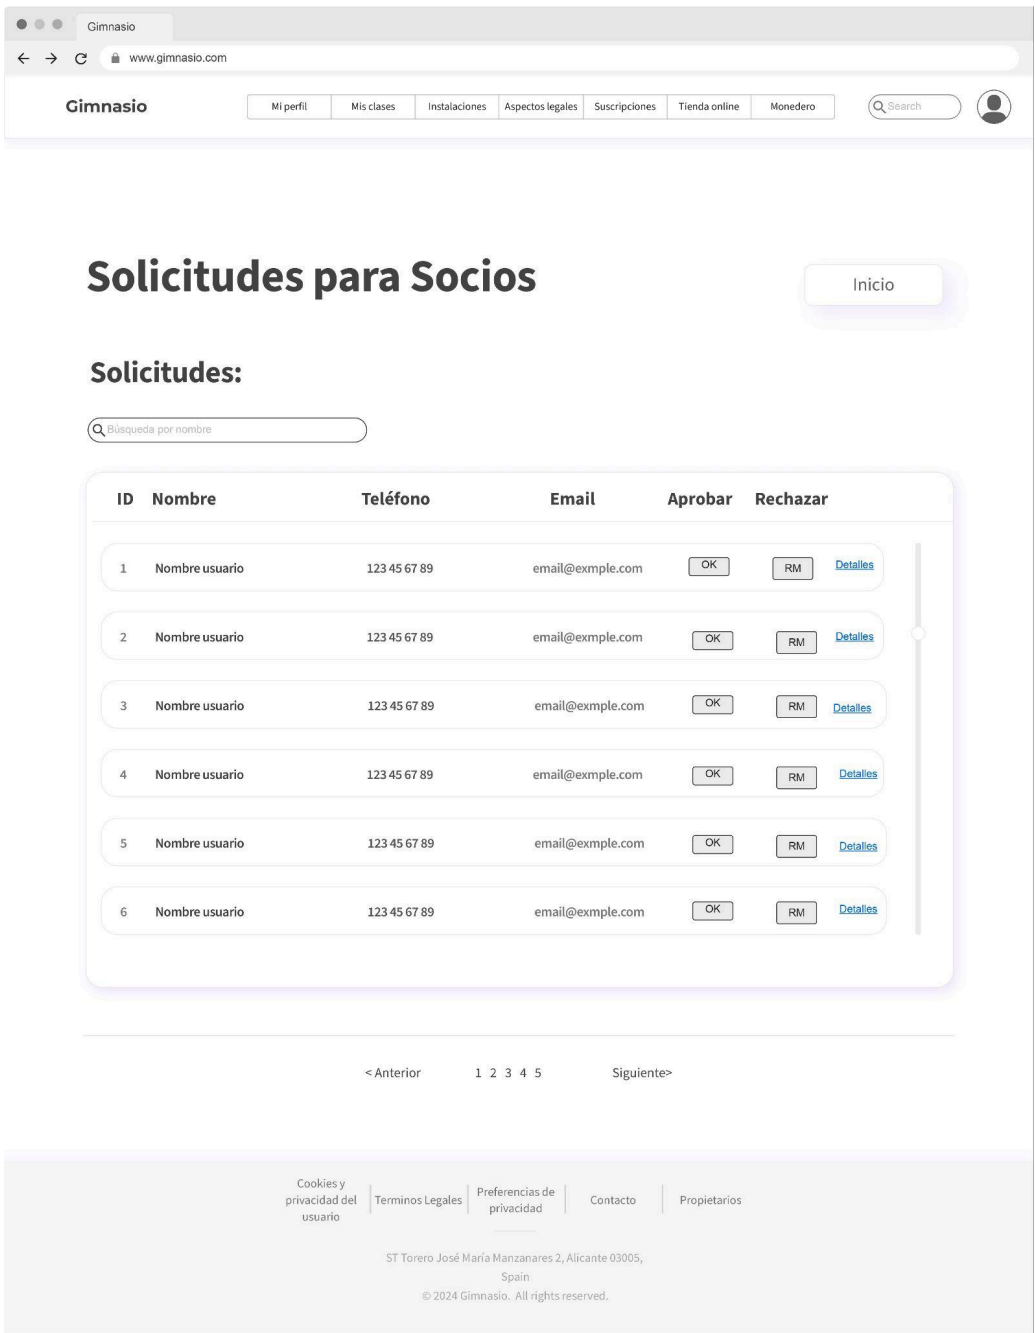 Gimnasio
www.gimnasio.com
Gimnasio Mi perfil Mis clases Instalaciones Aspectos legales Suscripciones Tienda online Monedero Search
Solicitudes para Socios Inicio
Solicitudes:
Búsqueda por nombre
ID Nombre Teléfono Email Aprobar Rechazar
1 Nombre usuario 123 45 67 89 email@exmple.com OK RM Detalles
2 Nombre usuario 123 45 67 89 email@exmple.com OK RM Detalles
3 Nombre usuario 123 45 67 89 email@exmple.com OK RM Detalles
4 Nombre usuario 123 45 67 89 email@exmple.com OK RM Detalles
5 Nombre usuario 123 45 67 89 email@exmple.com OK RM Detalles
6 Nombre usuario 123 45 67 89 email@exmple.com OK RM Detalles
< Anterior 1 2 3 4 5 Siguiente>
Cookies y
privacidad del
usuario
Terminos Legales
Preferencias de
privacidad
Contacto
Propietarios
ST Torero José María Manzanares 2, Alicante 03005,
Spain
© 2024 Gimnasio. All rights reserved.